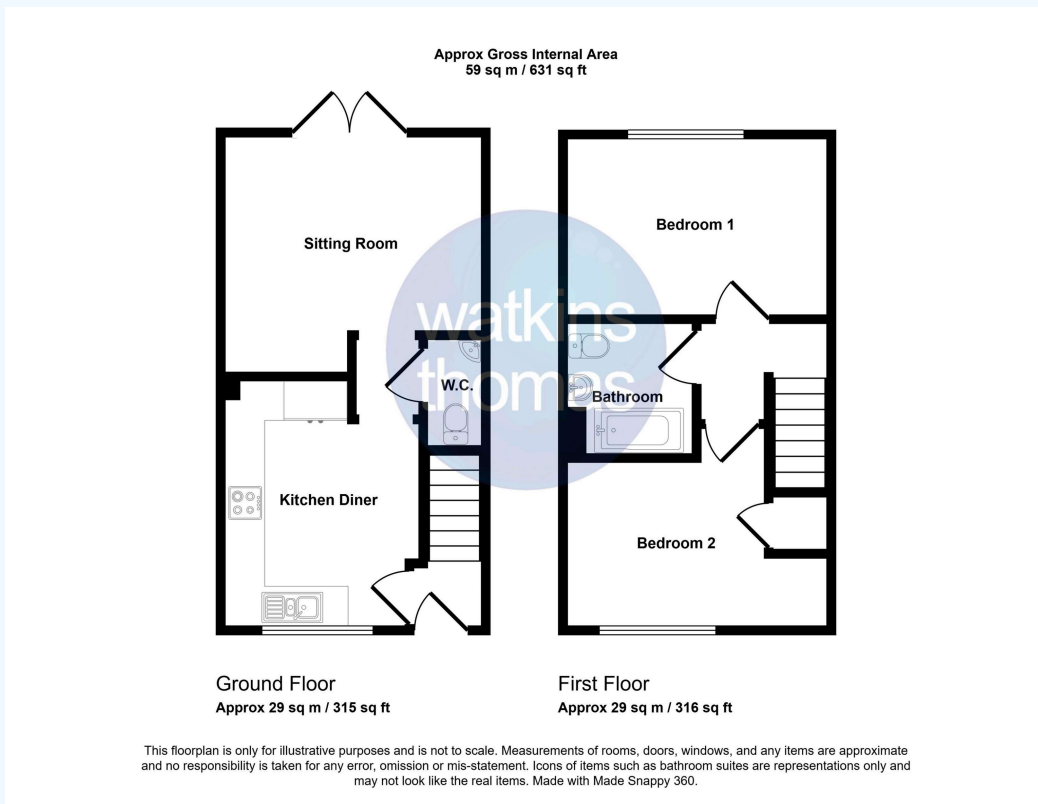 Approx Gross Internal Area
59 sq m / 631 sq ft
Sitting Room
W.C.
Kitchen Diner
Bedroom 1
Bathroom
Bedroom 2
watkins
thomas
Ground Floor
Approx 29 sq m / 315 sq ft
First Floor
Approx 29 sq m / 316 sq ft
This floorplan is only for illustrative purposes and is not to scale. Measurements of rooms, doors, windows, and any items are approximate
and no responsibility is taken for any error, omission or mis-statement. Icons of items such as bathroom suites are representations only and
may not look like the real items. Made with Made Snappy 360.